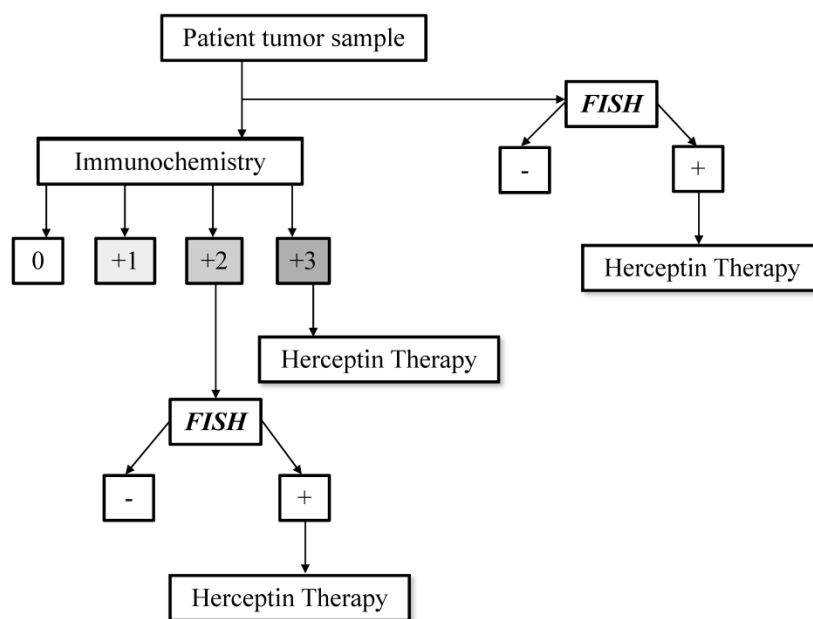 Patient tumor sample
FISH
Immunochemistry
-
+
0
+1
+2
+3
Herceptin Therapy
Herceptin Therapy
FISH
-
+
Herceptin Therapy